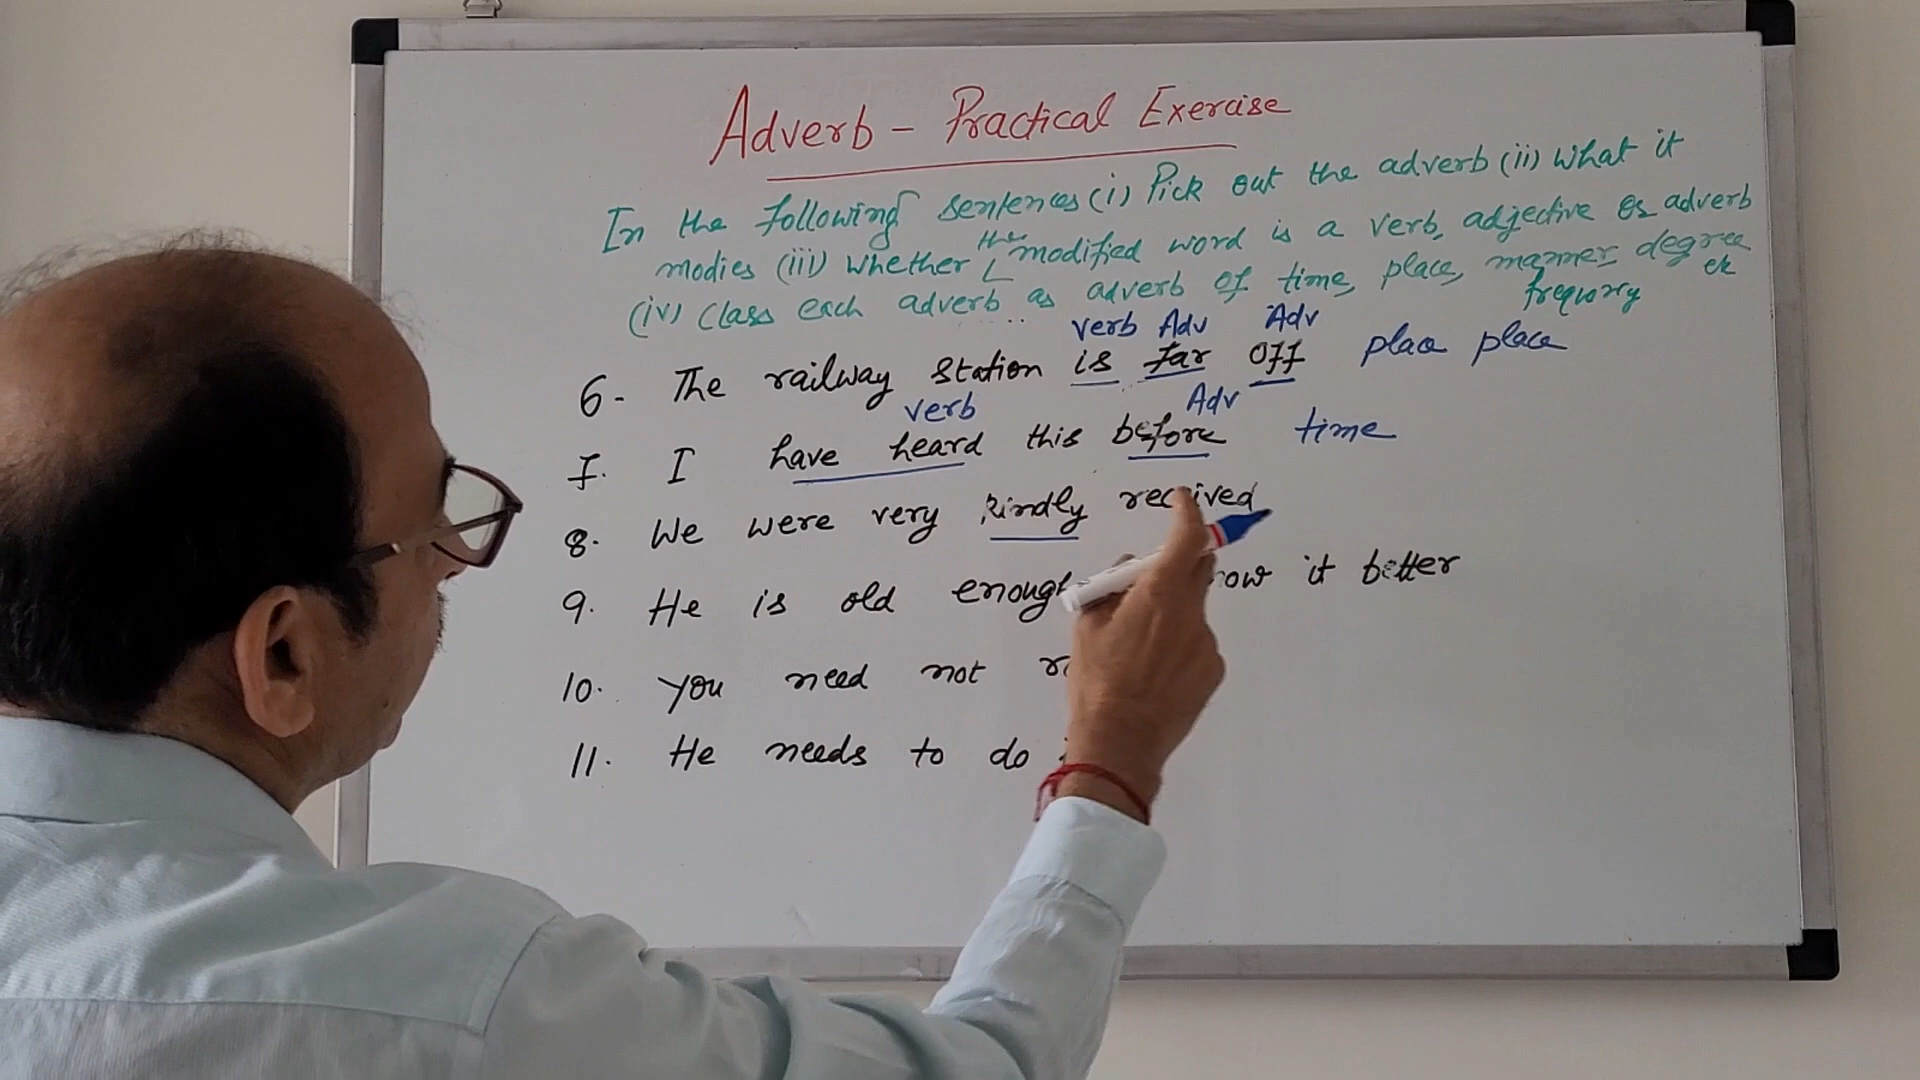 Adverb - Practical Exercise
In the following sentences (i) Pick out the adverb (ii) what it
modies (iii) whether the modified word is a verb, adjective or adverb
(iv) Class each adverb as adverb of time, place, manner degree or frequency
verb Adv Adv
6- The railway station is far off place place
verb Adv
7. I have heard this before time
8. We were very kindly received
9. He is old enough it better
10. You need not
11. He needs to do